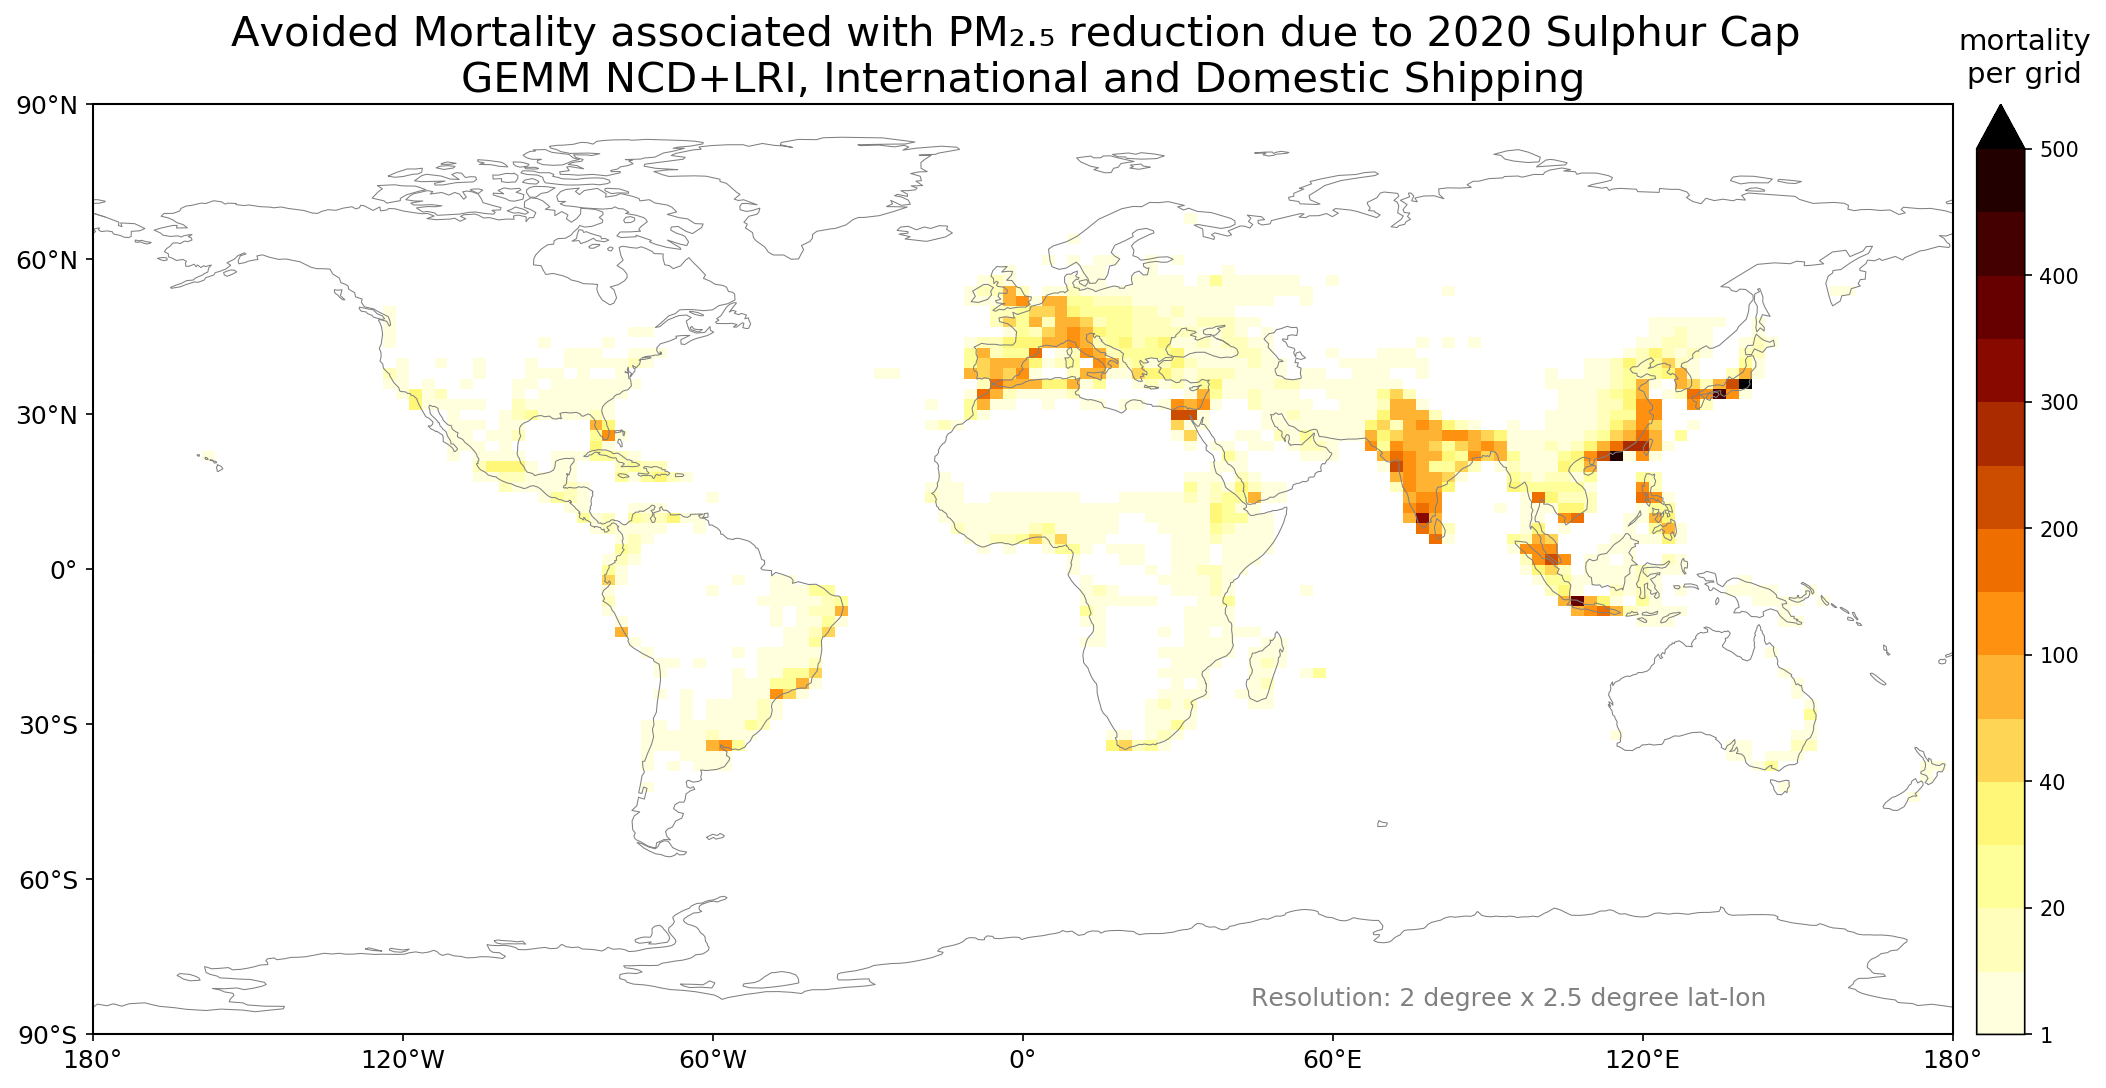 Avoided Mortality associated with PM₂.₅ reduction due to 2020 Sulphur Cap
GEMM NCD+LRI, International and Domestic Shipping
mortality
per grid
90°N
60°N
30°N
0°
30°S
60°S
90°S
180°
120°W
60°W
0°
60°E
120°E
180°
500
400
300
200
100
40
20
1
Resolution: 2 degree x 2.5 degree lat-lon